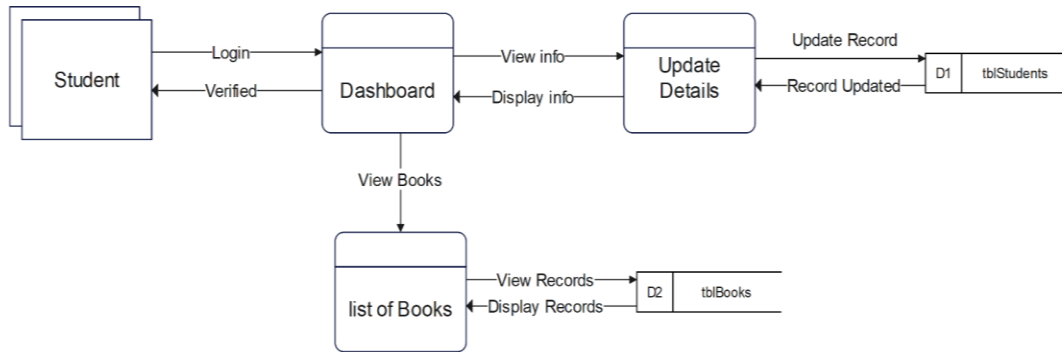 Student
Login
Verified
Dashboard
View info
Display info
Update
Details
Update Record
Record Updated
D1
tblStudents
View Books
list of Books
View Records
Display Records
D2
tblBooks